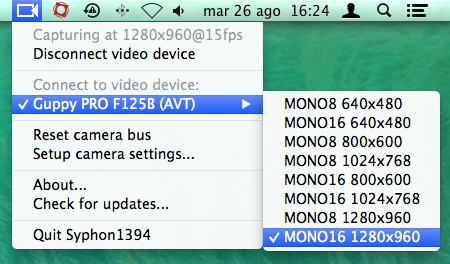 mar 26 ago 16:24
Capturing at 1280x960@15fps
Disconnect video device
Connect to video device:
✓ Guppy PRO F125B (AVT) ▶
Reset camera bus
Setup camera settings...
About...
Check for updates...
Quit Syphon1394
MONO8 640x480
MONO16 640x480
MONO8 800x600
MONO8 1024x768
MONO16 800x600
MONO16 1024x768
MONO8 1280x960
✓ MONO16 1280x960